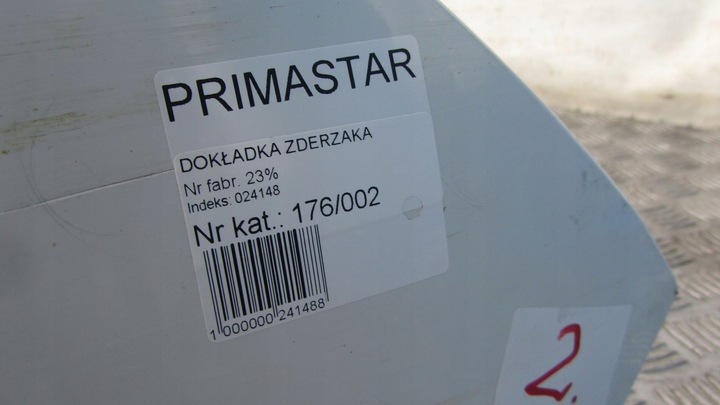 PRIMASTAR
DOKŁADKA ZDERZAKA
Nr fabr. 23%
Indeks: 024148
Nr kat.: 176/002
1 000000 241488
2.